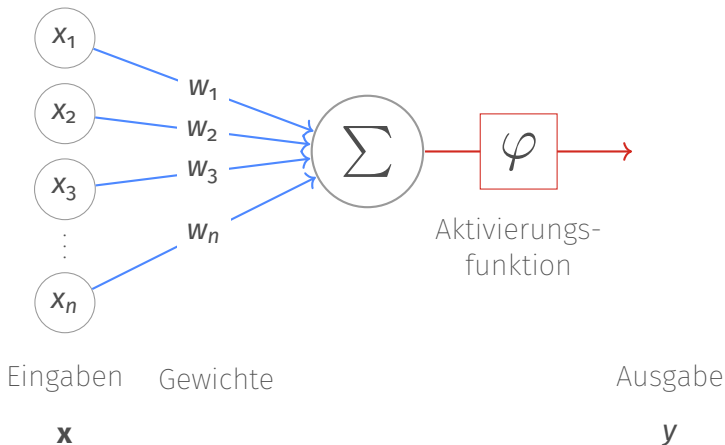 x₁
x₂
x₃
⋮
xₙ
w₁
w₂
w₃
wₙ
Σ
φ
Aktivierungs-
funktion
Eingaben Gewichte Ausgabe
x y